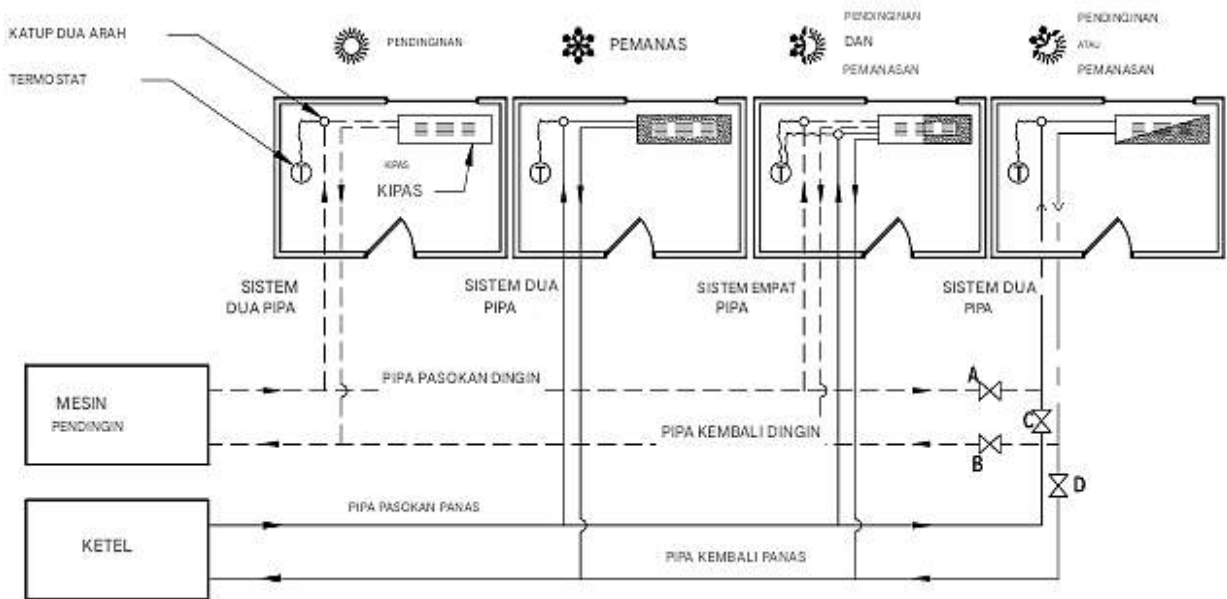 KATUP DUA ARAH
TERMOSTAT
PENDINGINAN
PEMANAS
PENDINGINAN
DAN
PEMANASAN
PENDINGINAN
ATAU
PEMANASAN
T
KIPAS
KIPAS
T
T
T
SISTEM
DUA PIPA
SISTEM DUA
PIPA
SISTEM EMPAT
PIPA
SISTEM DUA
PIPA
MESIN
PENDINGIN
PIPA PASOKAN DINGIN
A
PIPA KEMBALI DINGIN
C
B
D
KETEL
PIPA PASOKAN PANAS
PIPA KEMBALI PANAS